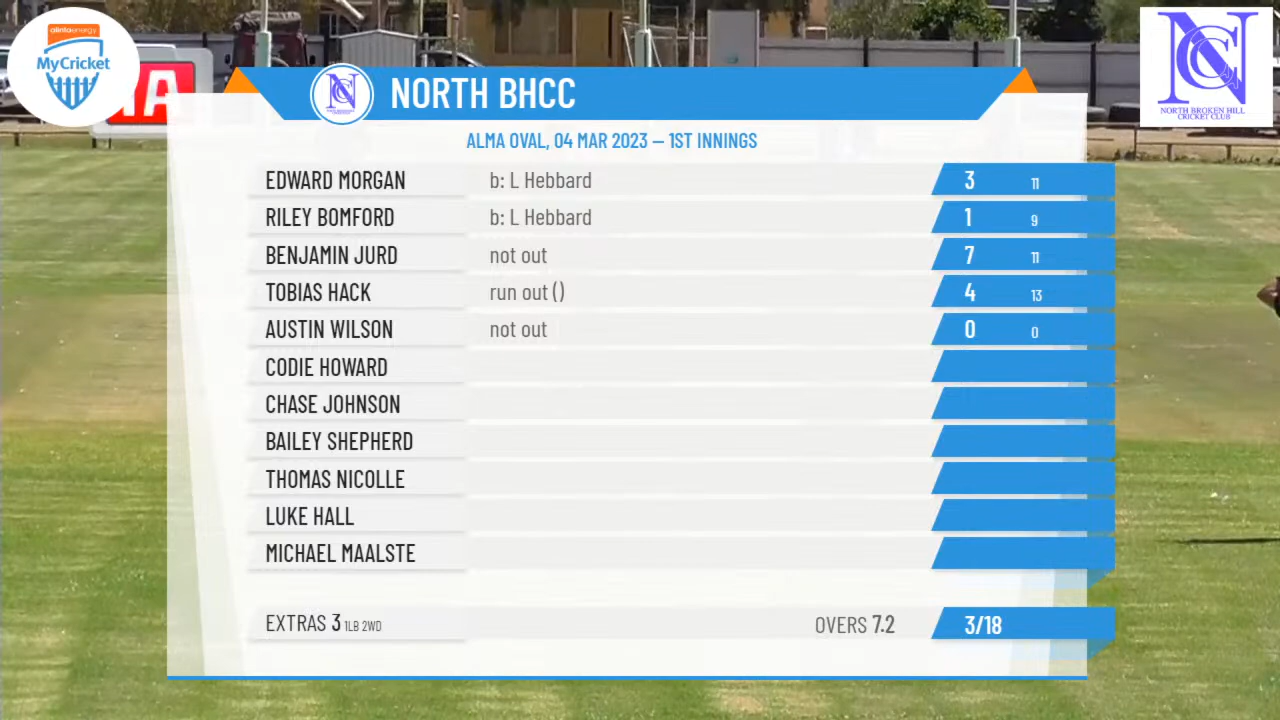 alintaenergy
MyCricket
NORTH BHCC
NORTH BROKEN HILL
CRICKET CLUB
ALMA OVAL, 04 MAR 2023 – 1ST INNINGS
EDWARD MORGAN b: L Hebbard 3 11
RILEY BOMFORD b: L Hebbard 1 9
BENJAMIN JURD not out 7 11
TOBIAS HACK run out () 4 13
AUSTIN WILSON not out 0 0
CODIE HOWARD
CHASE JOHNSON
BAILEY SHEPHERD
THOMAS NICOLLE
LUKE HALL
MICHAEL MAALSTE
EXTRAS 3 1LB 2WD OVERS 7.2 3/18